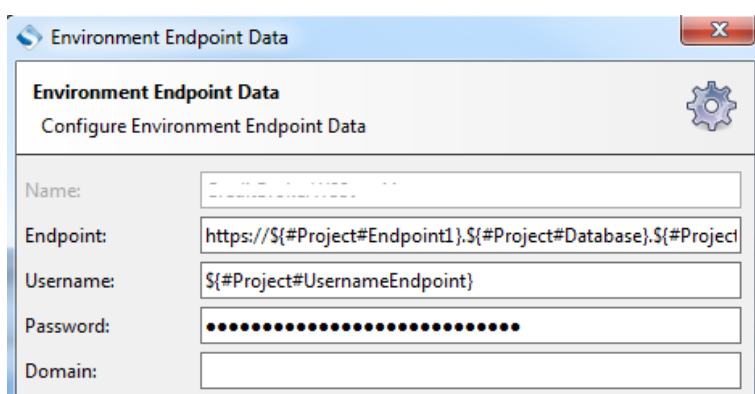 Environment Endpoint Data
Environment Endpoint Data
Configure Environment Endpoint Data
Name:
Endpoint: https://${#Project#Endpoint1}.${#Project#Database}.${#Project
Username: ${#Project#UsernameEndpoint}
Password: ••••••••••••••••••••••••••••
Domain: